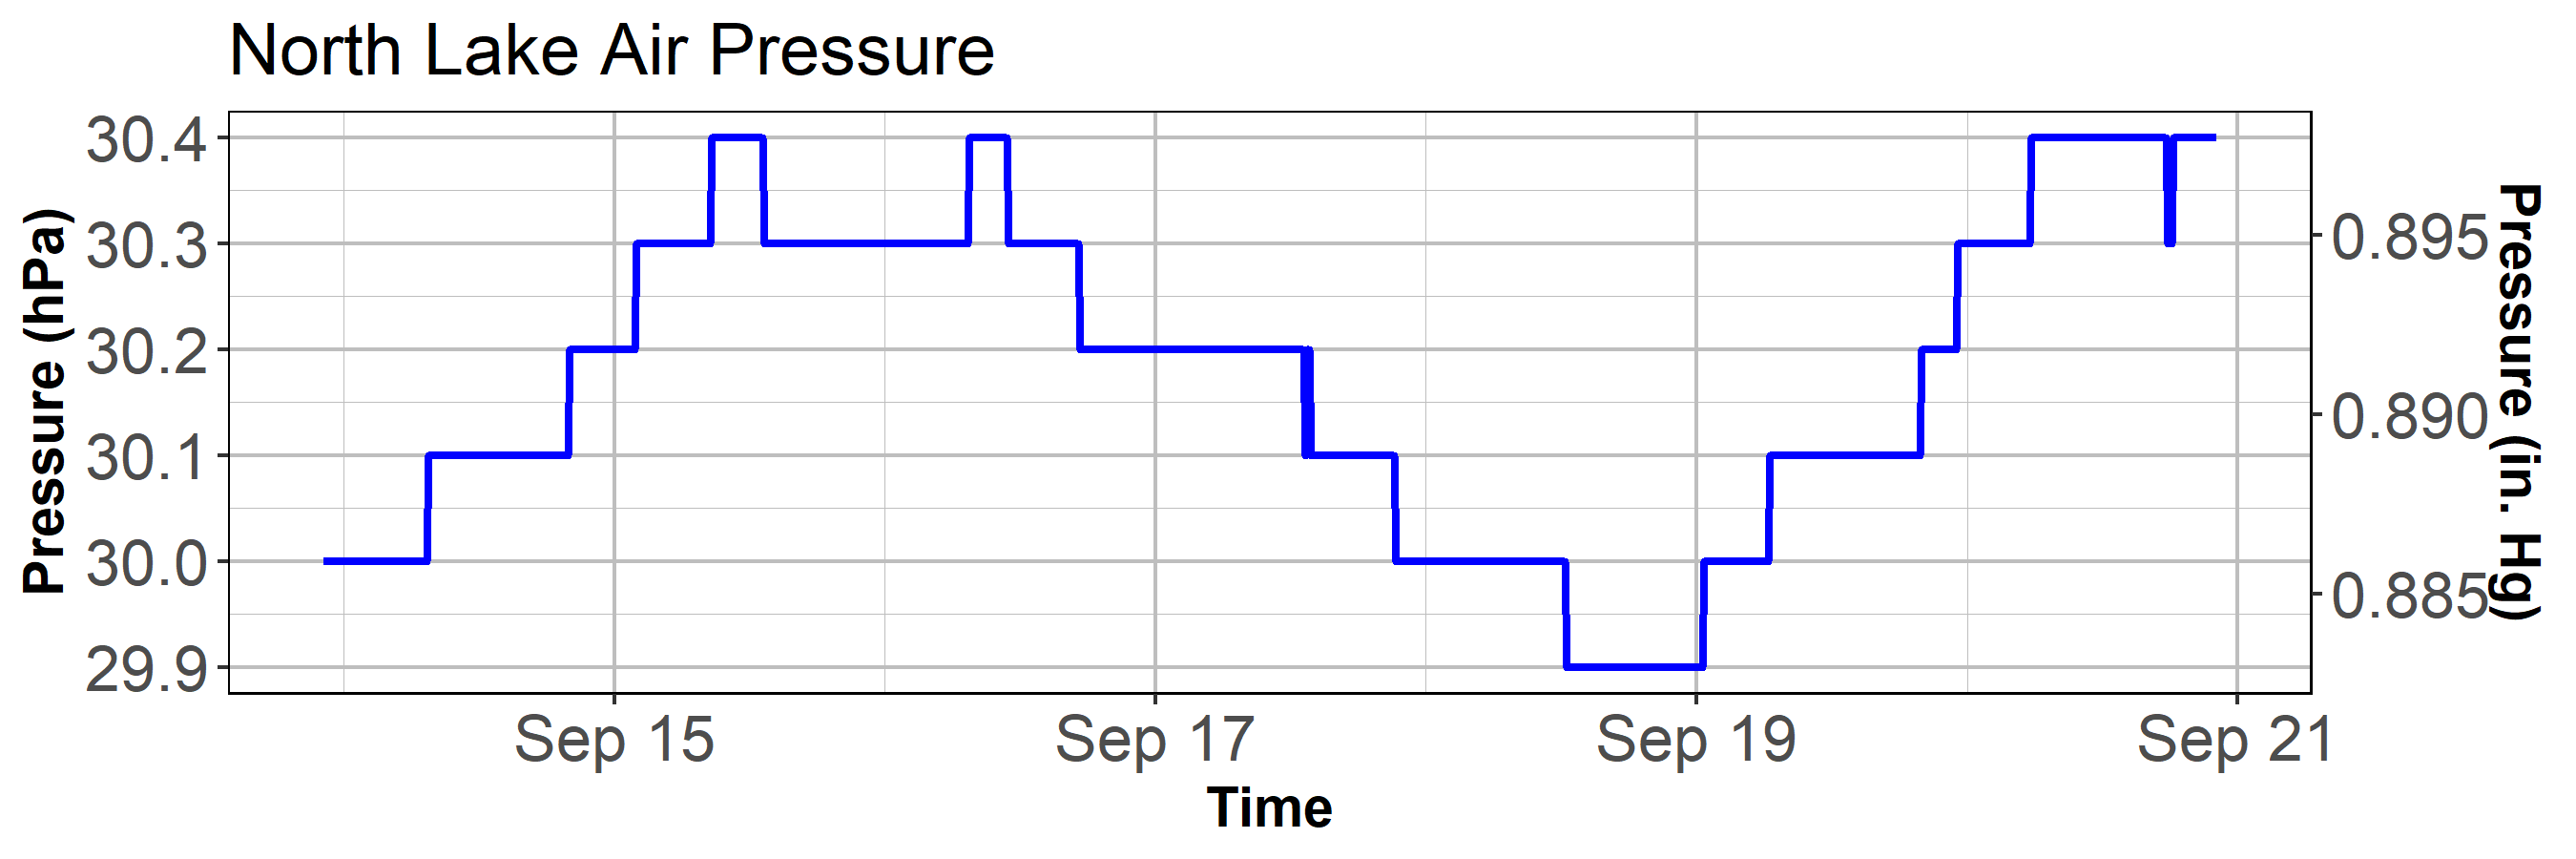 North Lake Air Pressure
Pressure (hPa)
30.4
30.3
30.2
30.1
30.0
29.9
0.895
0.890
0.885
Pressure (in. Hg)
Sep 15
Sep 17
Sep 19
Sep 21
Time